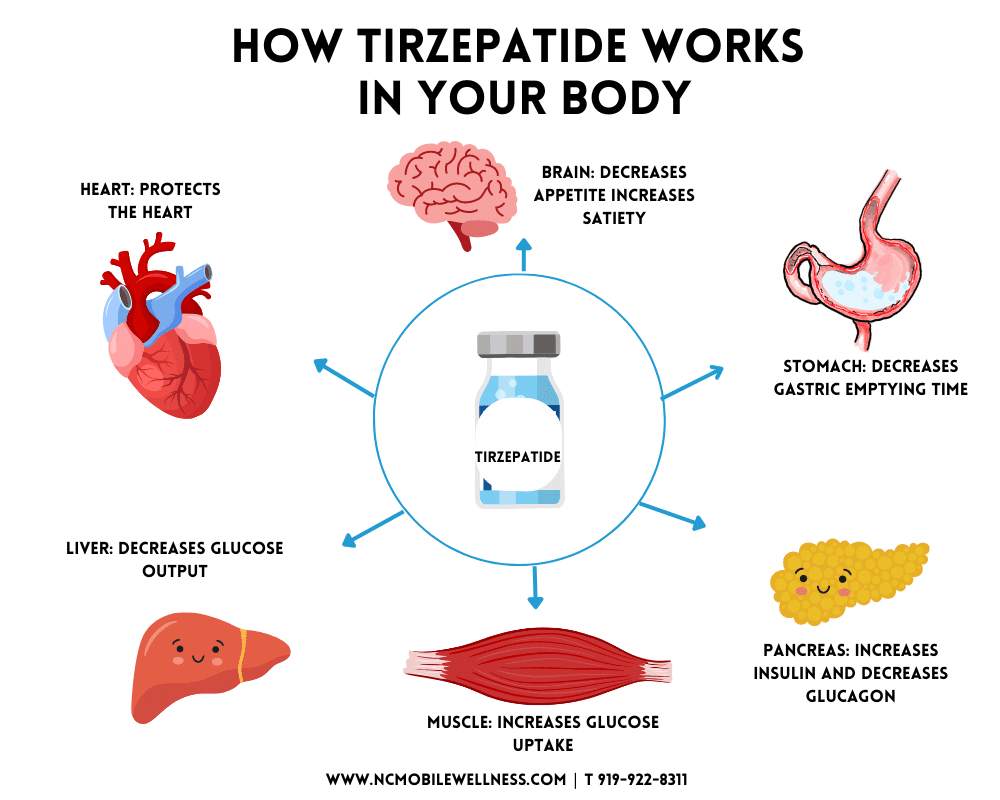 HOW TIRZEPATIDE WORKS
IN YOUR BODY
HEART: PROTECTS
THE HEART
BRAIN: DECREASES
APPETITE INCREASES
SATIETY
STOMACH: DECREASES
GASTRIC EMPTYING TIME
TIRZEPATIDE
LIVER: DECREASES GLUCOSE
OUTPUT
PANCREAS: INCREASES
INSULIN AND DECREASES
GLUCAGON
MUSCLE: INCREASES GLUCOSE
UPTAKE
WWW.NCMOBILEWELLNESS.COM | T 919-922-8311